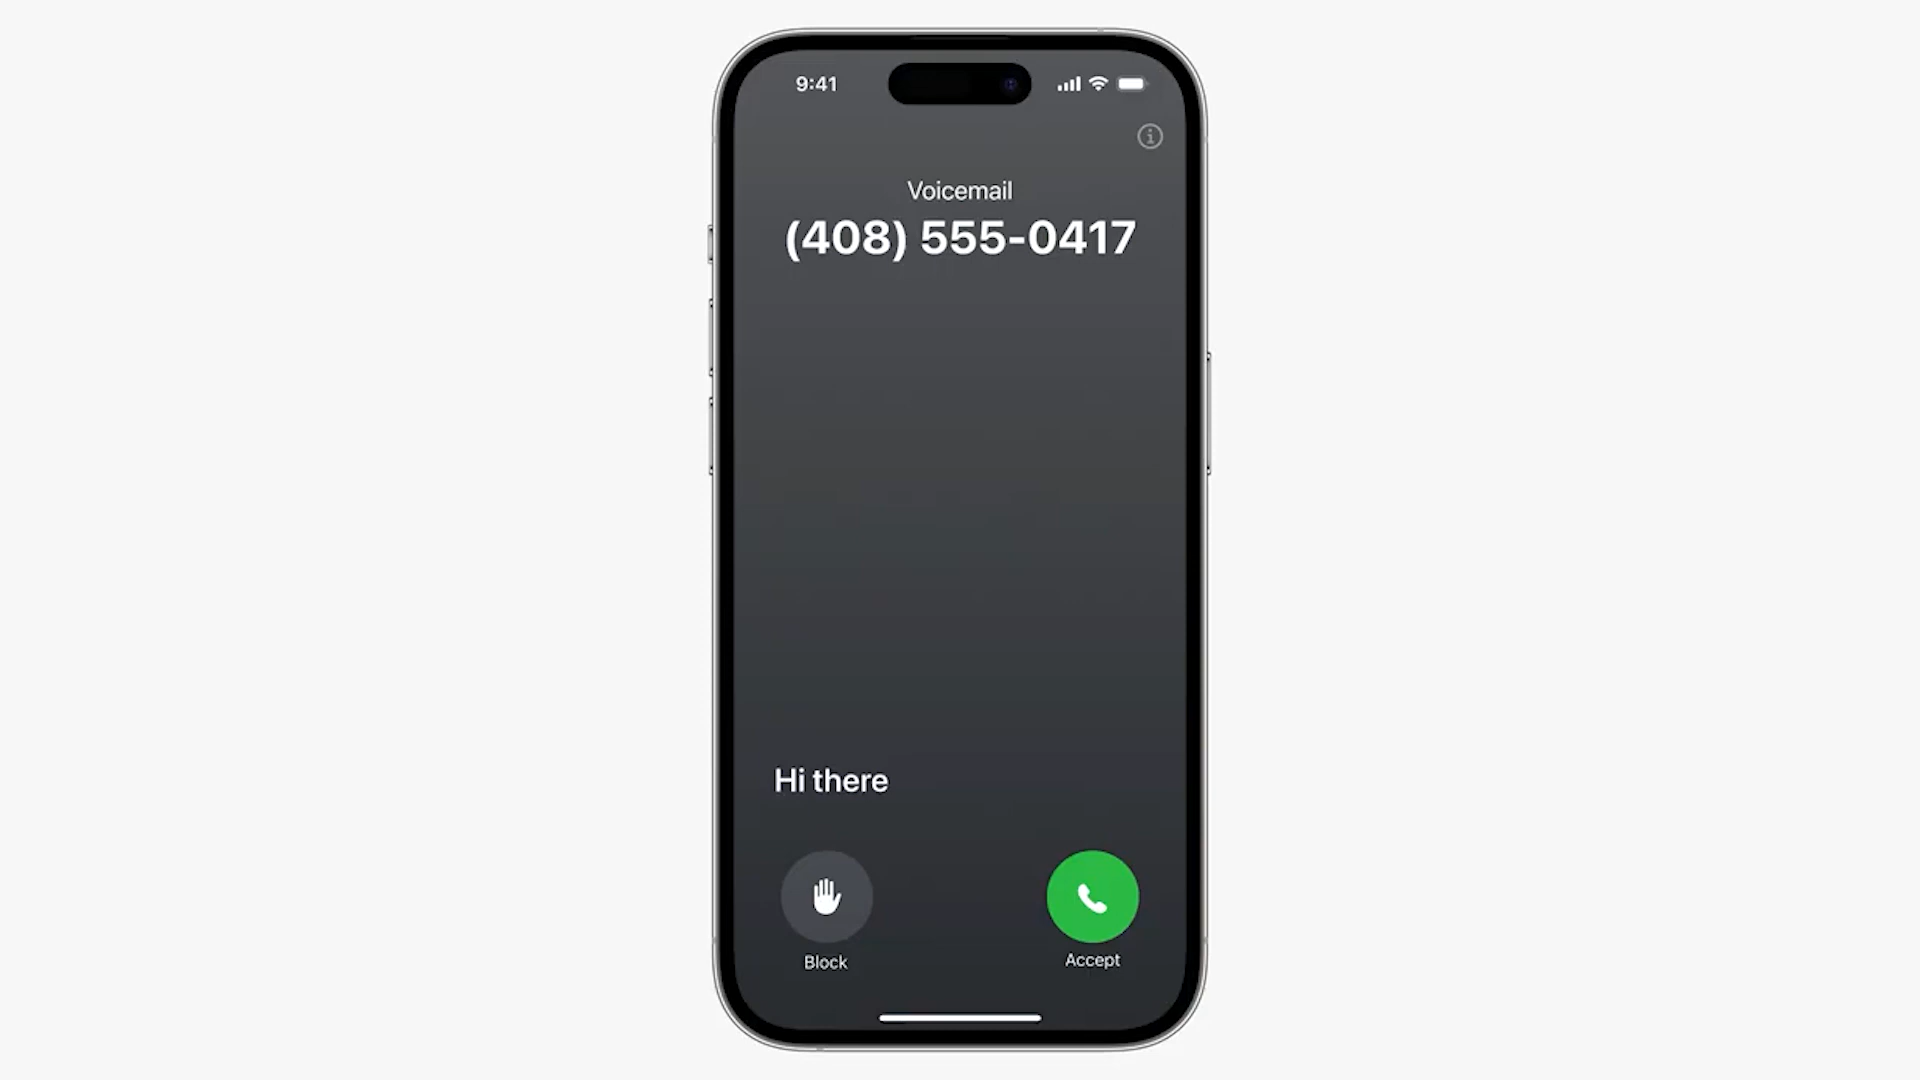 9:41
Voicemail
(408) 555-0417
Hi there
Block
Accept